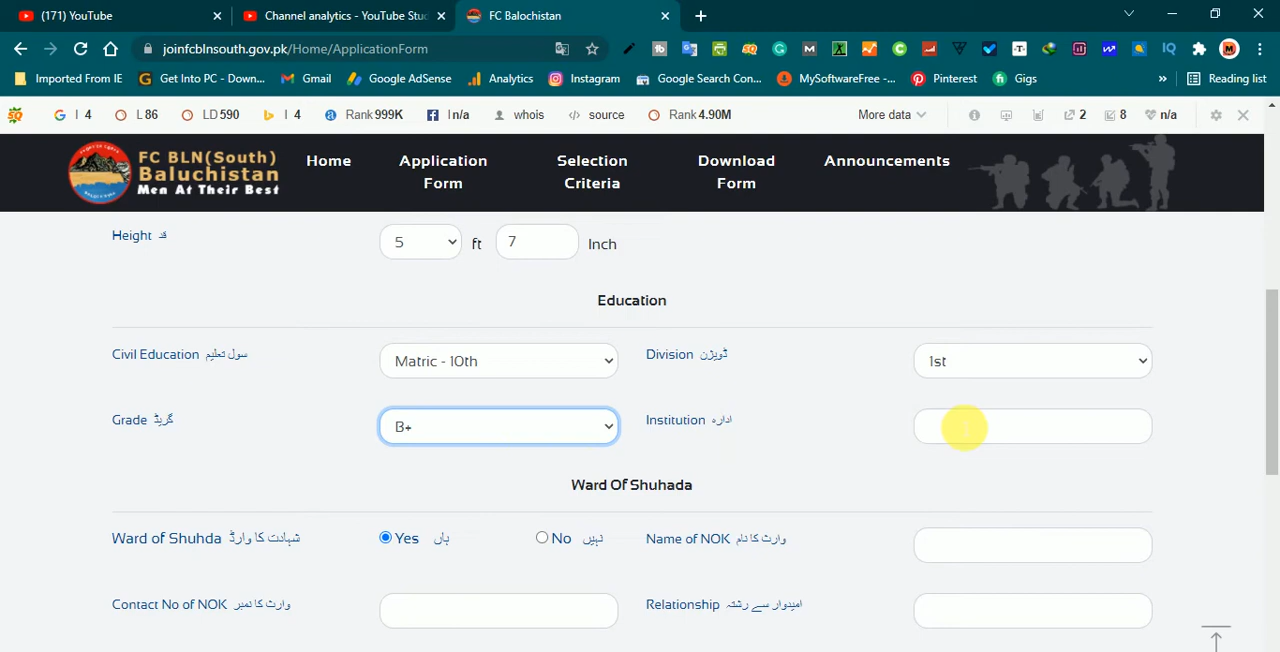 (171) YouTube
Channel analytics - YouTube Stu
FC Balochistan
joinfcblnsouth.gov.pk/Home/ApplicationForm
Imported From IE
Get Into PC - Down...
Gmail
Google AdSense
Analytics
Instagram
Google Search Con...
MySoftwareFree -...
Pinterest
Gigs
»
Reading list
I 4
L 86
LD 590
I 4
Rank 999K
I n/a
whois
source
Rank 4.90M
More data
2
8
n/a
FC BLN(South)
Baluchistan
Men At Their Best
Home
Application Form
Selection Criteria
Download Form
Announcements
Height قد
5
ft
7
Inch
Education
Civil Education سول تعلیم
Matric - 10th
Division ڈویژن
1st
Grade گریڈ
B+
Institution ادارہ
Ward Of Shuhada
Ward of Shuhda شہادت کا وارڈ
Yes ہاں
No نہیں
Name of NOK وارث کا نام
Contact No of NOK وارث کا نمبر
Relationship امیدوار سے رشتہ